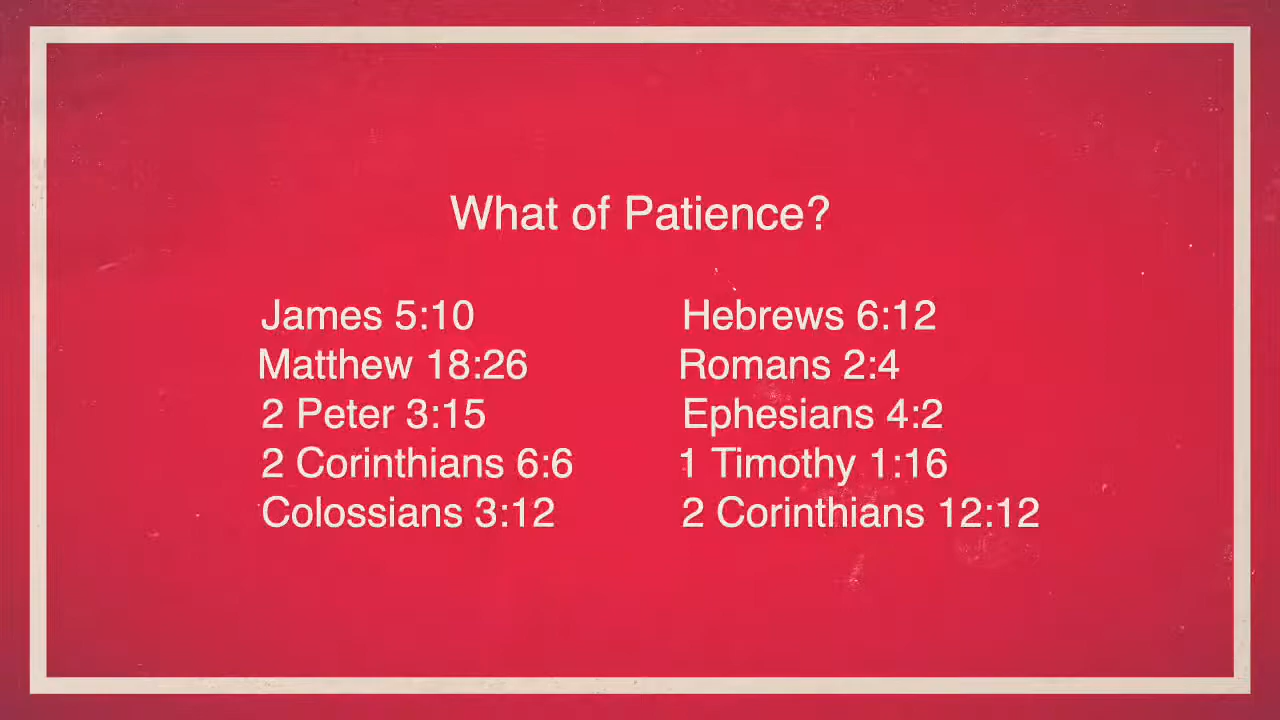 What of Patience?
James 5:10
Matthew 18:26
2 Peter 3:15
2 Corinthians 6:6
Colossians 3:12
Hebrews 6:12
Romans 2:4
Ephesians 4:2
1 Timothy 1:16
2 Corinthians 12:12